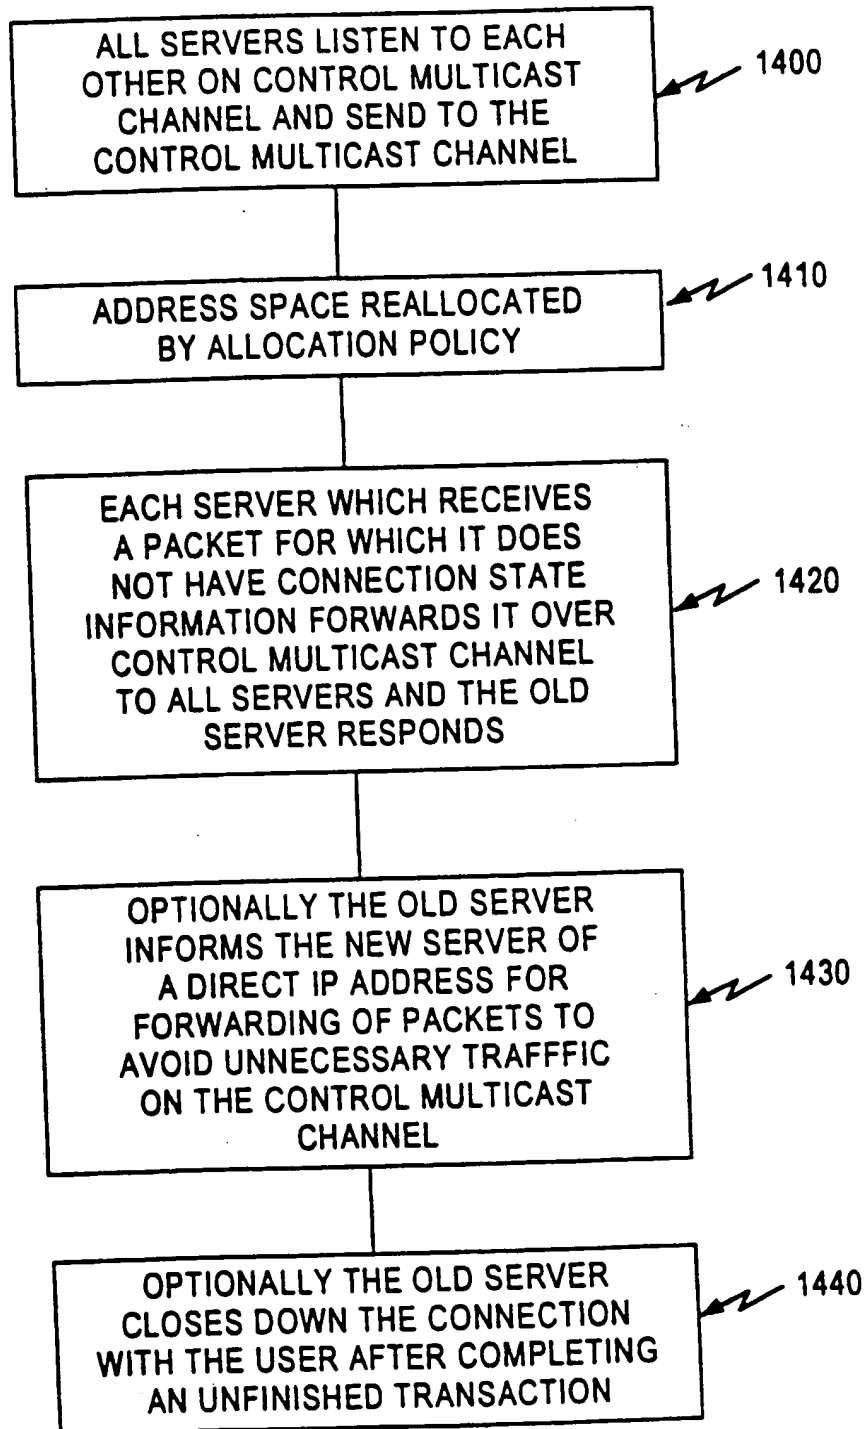 ALL SERVERS LISTEN TO EACH
OTHER ON CONTROL MULTICAST
CHANNEL AND SEND TO THE
CONTROL MULTICAST CHANNEL
1400
ADDRESS SPACE REALLOCATED
BY ALLOCATION POLICY
1410
EACH SERVER WHICH RECEIVES
A PACKET FOR WHICH IT DOES
NOT HAVE CONNECTION STATE
INFORMATION FORWARDS IT OVER
CONTROL MULTICAST CHANNEL
TO ALL SERVERS AND THE OLD
SERVER RESPONDS
1420
OPTIONALLY THE OLD SERVER
INFORMS THE NEW SERVER OF
A DIRECT IP ADDRESS FOR
FORWARDING OF PACKETS TO
AVOID UNNECESSARY TRAFFFIC
ON THE CONTROL MULTICAST
CHANNEL
1430
OPTIONALLY THE OLD SERVER
CLOSES DOWN THE CONNECTION
WITH THE USER AFTER COMPLETING
AN UNFINISHED TRANSACTION
1440